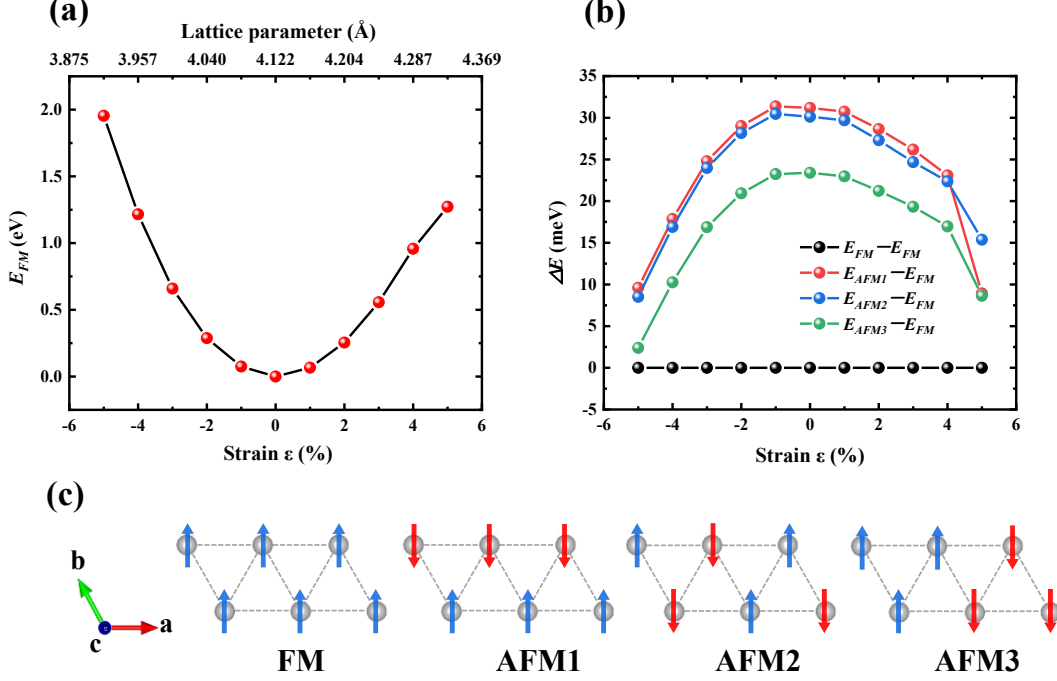 (a)
Lattice parameter (Å)
3.875 3.957 4.040 4.122 4.204 4.287 4.369
2.0
1.5
1.0
0.5
0.0
E_FM (eV)
-6 -4 -2 0 2 4 6
Strain ε (%)
(b)
35
30
25
20
15
10
5
0
-5
ΔE (meV)
E_FM—E_FM
E_AFM1—E_FM
E_AFM2—E_FM
E_AFM3—E_FM
-6 -4 -2 0 2 4 6
Strain ε (%)
(c)
b
c a
FM AFM1 AFM2 AFM3